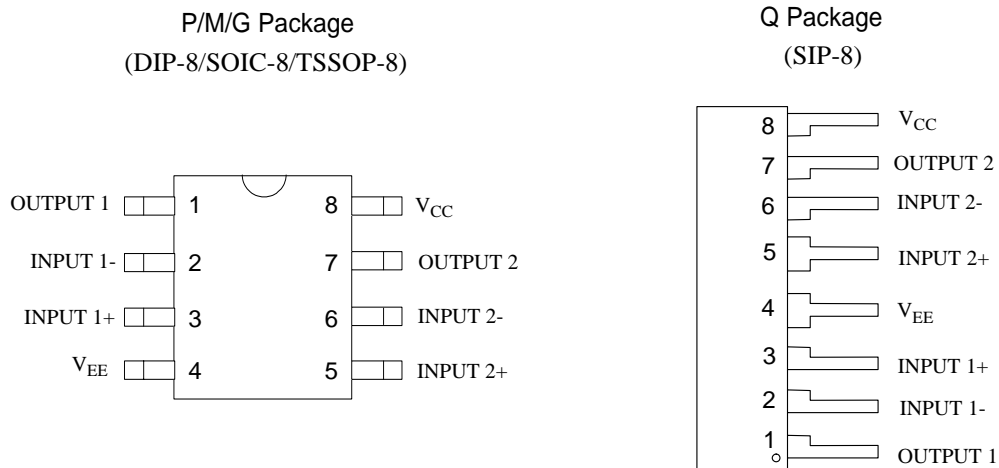 P/M/G Package
(DIP-8/SOIC-8/TSSOP-8)
OUTPUT 1 1 8 VCC
INPUT 1- 2 7 OUTPUT 2
INPUT 1+ 3 6 INPUT 2-
VEE 4 5 INPUT 2+
Q Package
(SIP-8)
8 VCC
7 OUTPUT 2
6 INPUT 2-
5 INPUT 2+
4 VEE
3 INPUT 1+
2 INPUT 1-
1 OUTPUT 1